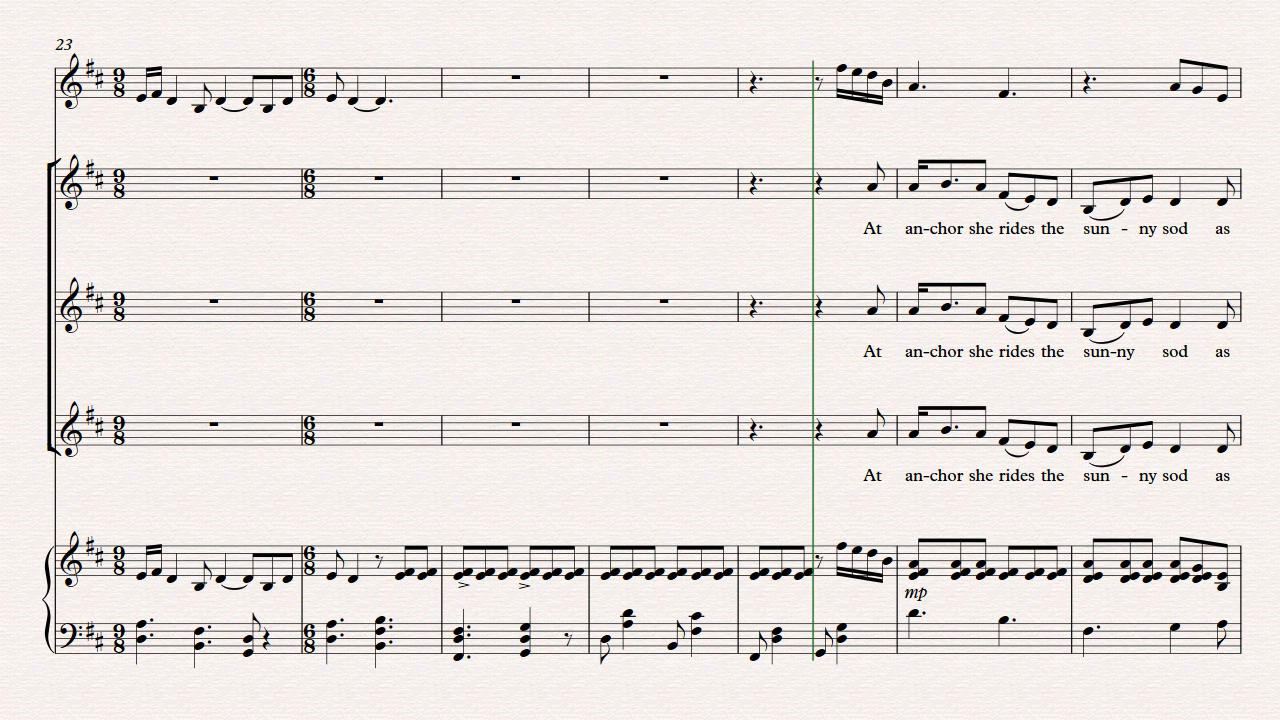 23
At an-chor she rides the sun - ny sod as
At an-chor she rides the sun-ny sod as
At an-chor she rides the sun - ny sod as
mp